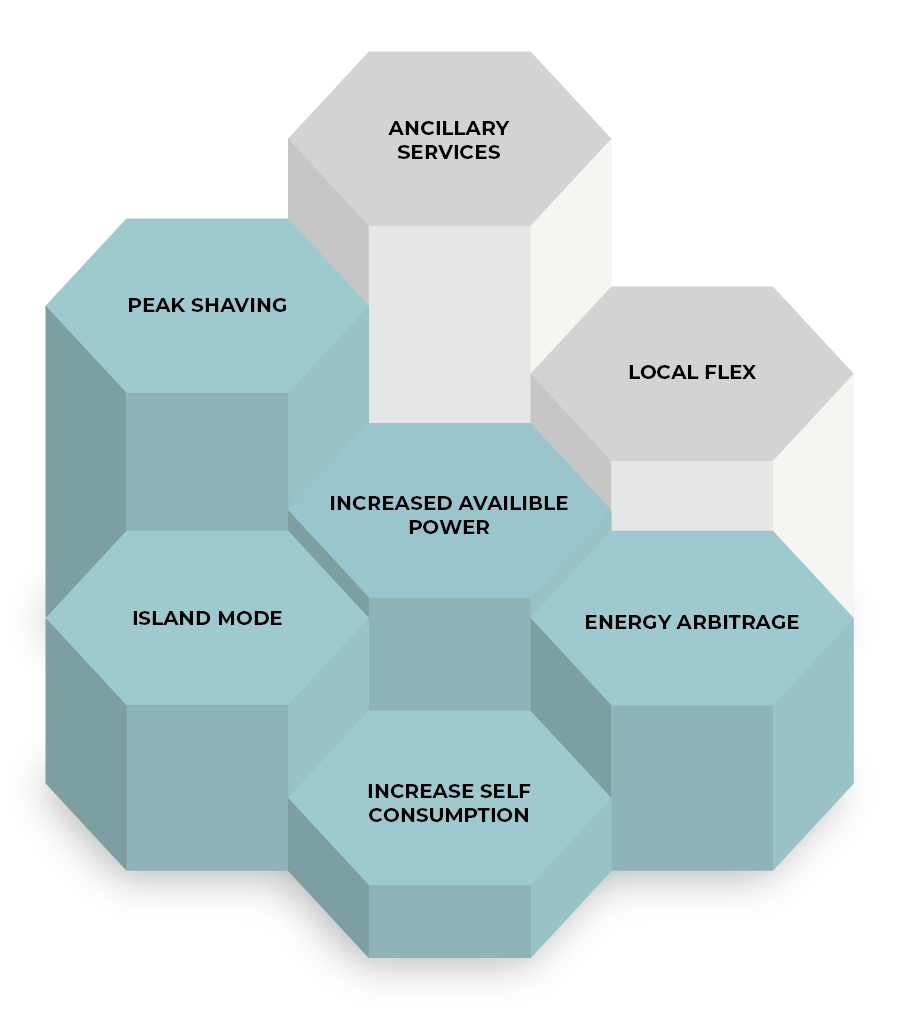 ANCILLARY
SERVICES
PEAK SHAVING
LOCAL FLEX
INCREASED AVAILIBLE
POWER
ISLAND MODE
ENERGY ARBITRAGE
INCREASE SELF
CONSUMPTION